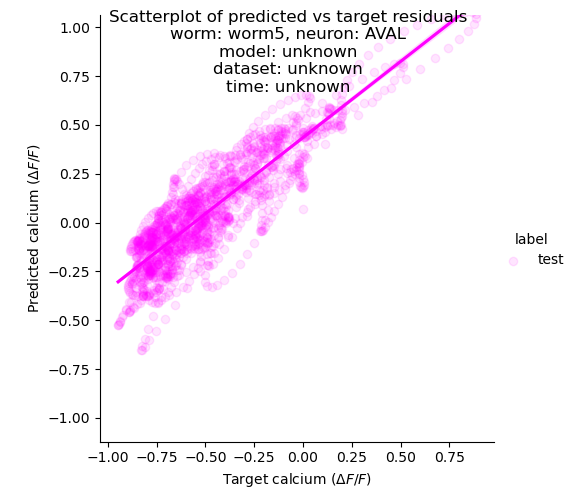 Scatterplot of predicted vs target residuals
worm: worm5, neuron: AVAL
model: unknown
dataset: unknown
time: unknown
1.00
0.75
0.50
0.25
0.00
−0.25
−0.50
−0.75
−1.00
Predicted calcium (ΔF/F)
−1.00 −0.75 −0.50 −0.25 0.00 0.25 0.50 0.75
Target calcium (ΔF/F)
label
test